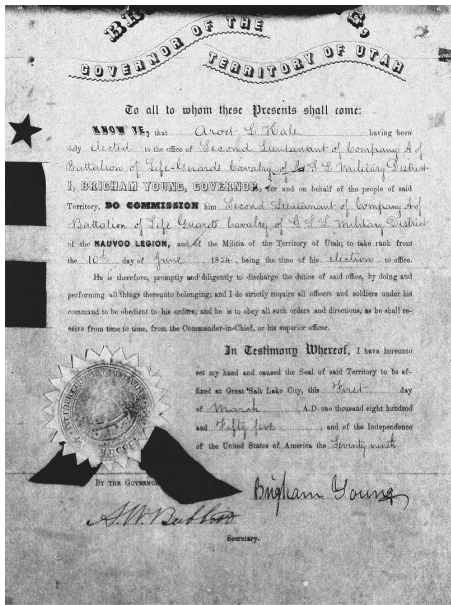 GOVERNOR OF THE
TERRITORY OF UTAH
To all to whom these Presents shall come:
KNOW YE, that Aroet L. Hale having been
duly elected to the office of Second Lieutanant of Company A of
Battalion of Life-Guards Cavalry of G S L Military District
I, BRIGHAM YOUNG, GOVERNOR, for and on behalf of the people of said
Territory, DO COMMISSION him Second Lieutanant of Company A of
Battalion of Life Guards Cavalry of G S L Military District
of the NAUVOO LEGION, and of the Militia of the Territory of Utah; to take rank from
the 10th day of June 1854, being the time of his election to office.
He is therefore, promptly and diligently to discharge the duties of said office, by doing and
performing all things thereunto belonging; and I do strictly require all officers and soldiers under his
command to be obedient to his orders; and he is to obey all such orders and directions, as he shall re-
ceive from time to time, from the Commander-in-Chief, or his superior officer.
In Testimony Whereof, I have hereunto
set my hand and caused the Seal of said Territory to be af-
fixed at Great Salt Lake City, this First day
of March A.D. one thousand eight hundred
and Fifty five, and of the Independence
of the United States of America the Seventy ninth
BY THE GOVERNOR
Brigham Young
A. W. Babbitt
Secretary.